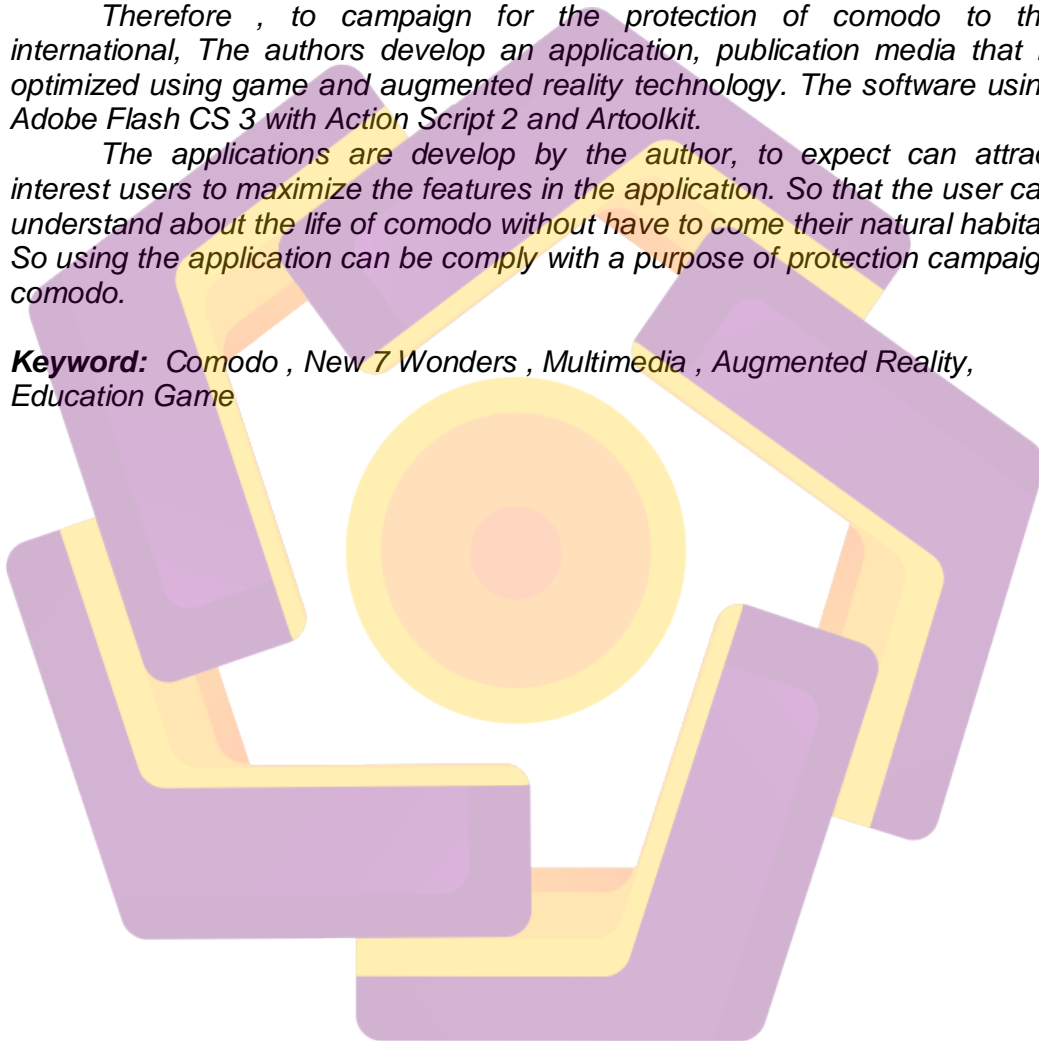 Therefore , to campaign for the protection of comodo to th
international, The authors develop an application, publication media that
optimized using game and augmented reality technology. The software usin
Adobe Flash CS 3 with Action Script 2 and Artoolkit.
The applications are develop by the author, to expect can attrac
interest users to maximize the features in the application. So that the user ca
understand about the life of comodo without have to come their natural habita
So using the application can be comply with a purpose of protection campaig
comodo.
Keyword: Comodo , New 7 Wonders , Multimedia , Augmented Reality,
Education Game